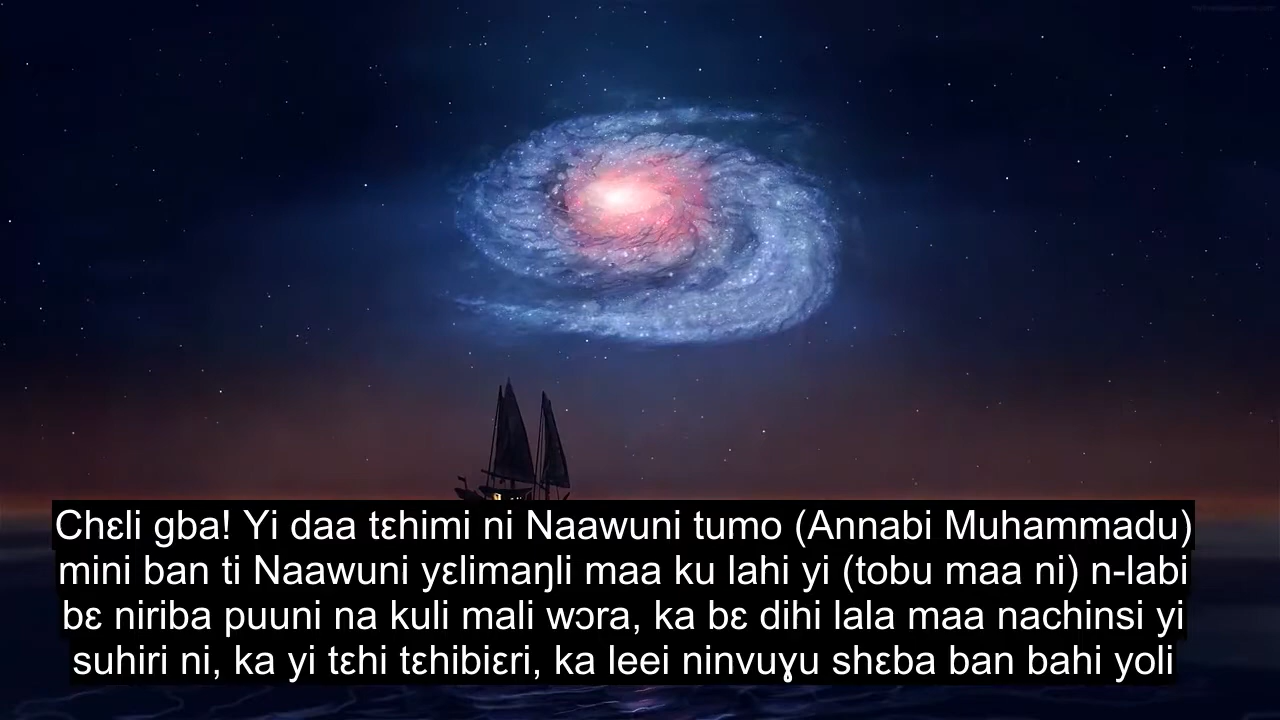 Chɛli gba! Yi daa tɛhimi ni Naawuni tumo (Annabi Muhammadu)
mini ban ti Naawuni yɛlimaŋli maa ku lahi yi (tobu maa ni) n-labi
bɛ niriba puuni na kuli mali wɔra, ka bɛ dihi lala maa nachinsi yi
suhiri ni, ka yi tɛhi tɛhibiɛri, ka leei ninvuɣu shɛba ban bahi yoli